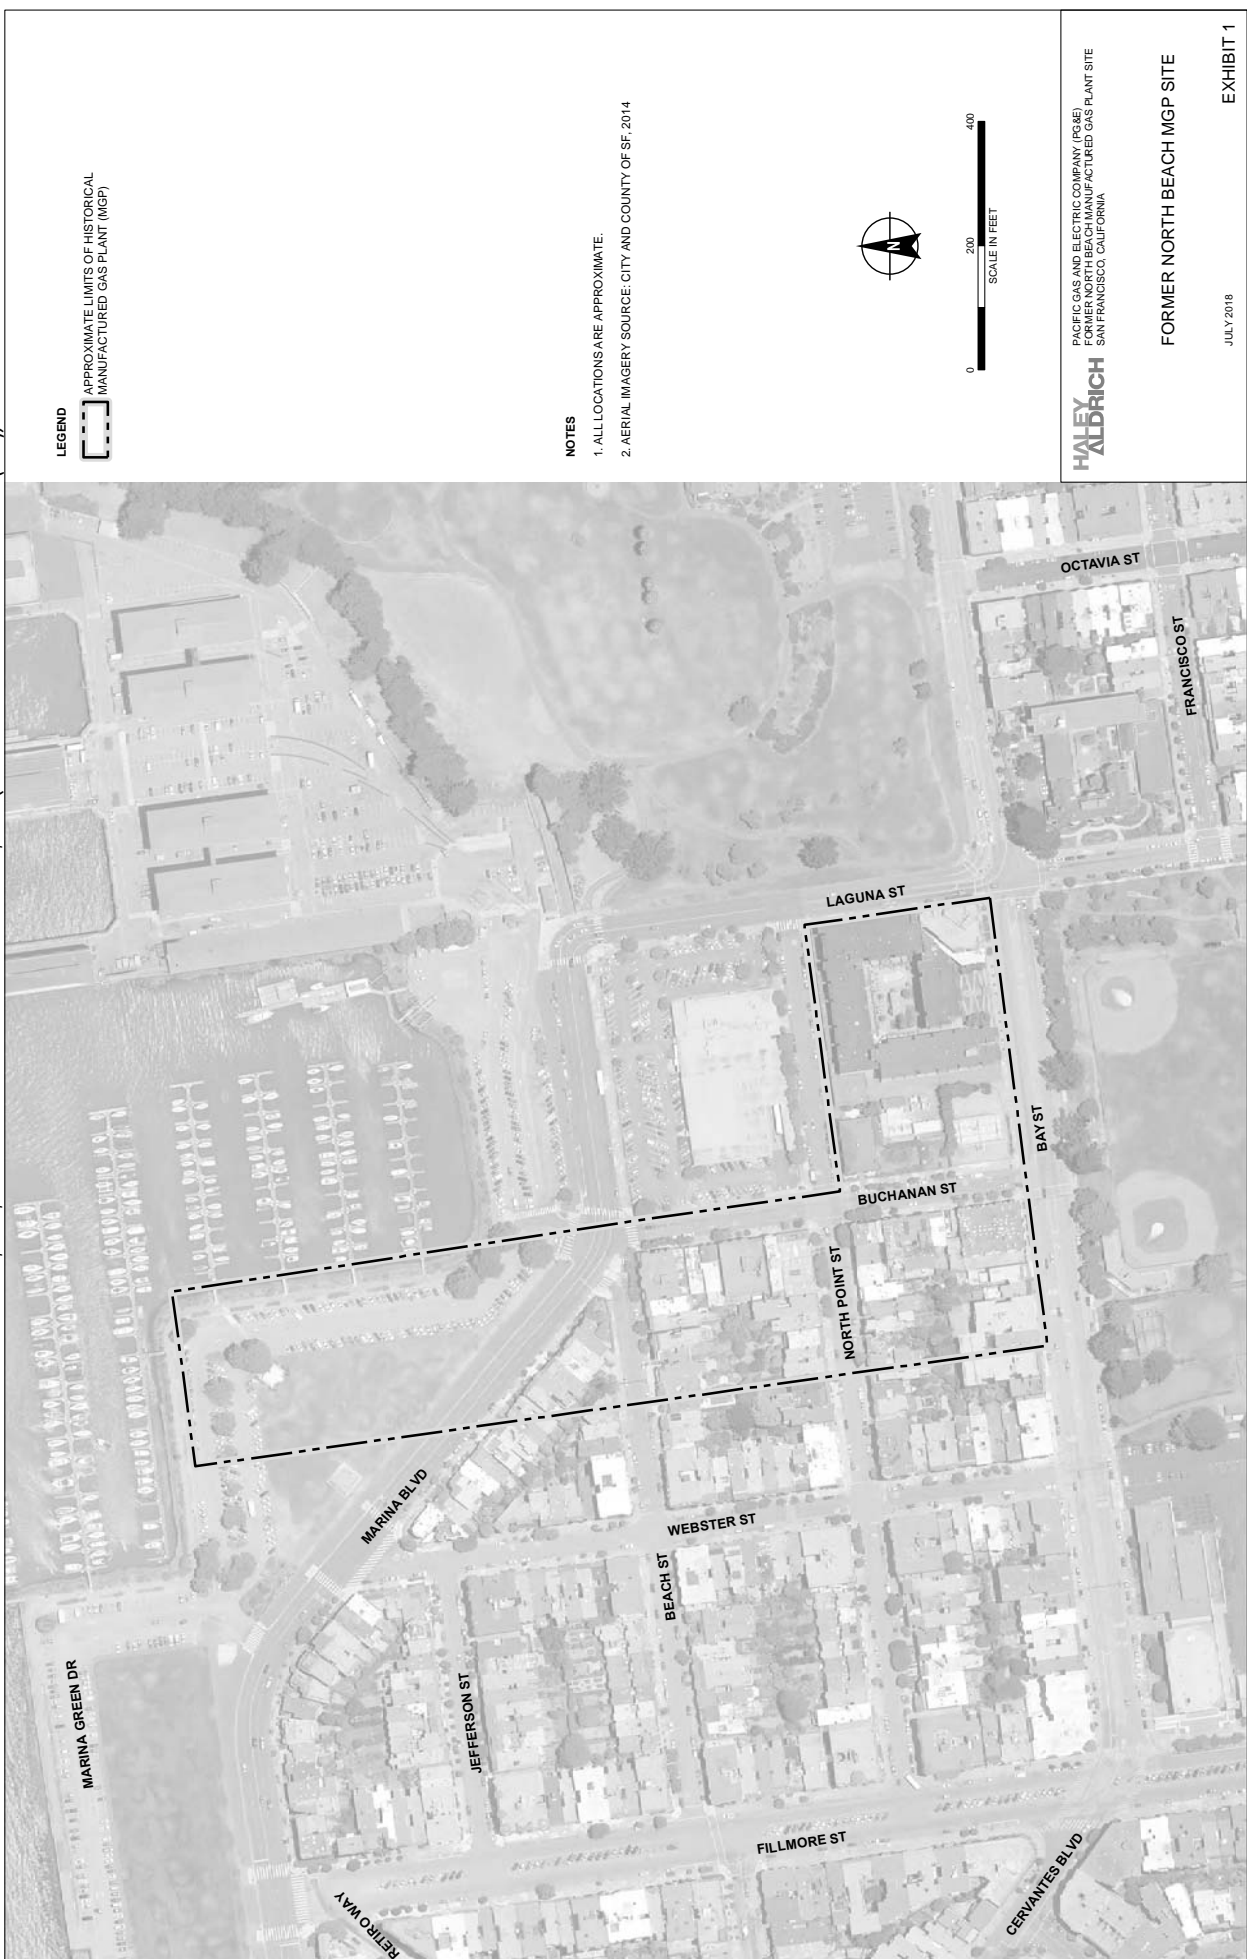 LEGEND
APPROXIMATE LIMITS OF HISTORICAL
MANUFACTURED GAS PLANT (MGP)
NOTES
1. ALL LOCATIONS ARE APPROXIMATE.
2. AERIAL IMAGERY SOURCE: CITY AND COUNTY OF SF, 2014
N
0
200
400
SCALE IN FEET
HALEY
ALDRICH
PACIFIC GAS AND ELECTRIC COMPANY (PG&E)
FORMER NORTH BEACH MANUFACTURED GAS PLANT SITE
SAN FRANCISCO, CALIFORNIA
FORMER NORTH BEACH MGP SITE
JULY 2018
EXHIBIT 1
MARINA GREEN DR
MARINA BLVD
RETIRO WAY
JEFFERSON ST
BEACH ST
WEBSTER ST
FILLMORE ST
CERVANTES BLVD
NORTH POINT ST
BUCHANAN ST
BAY ST
LAGUNA ST
OCTAVIA ST
FRANCISCO ST